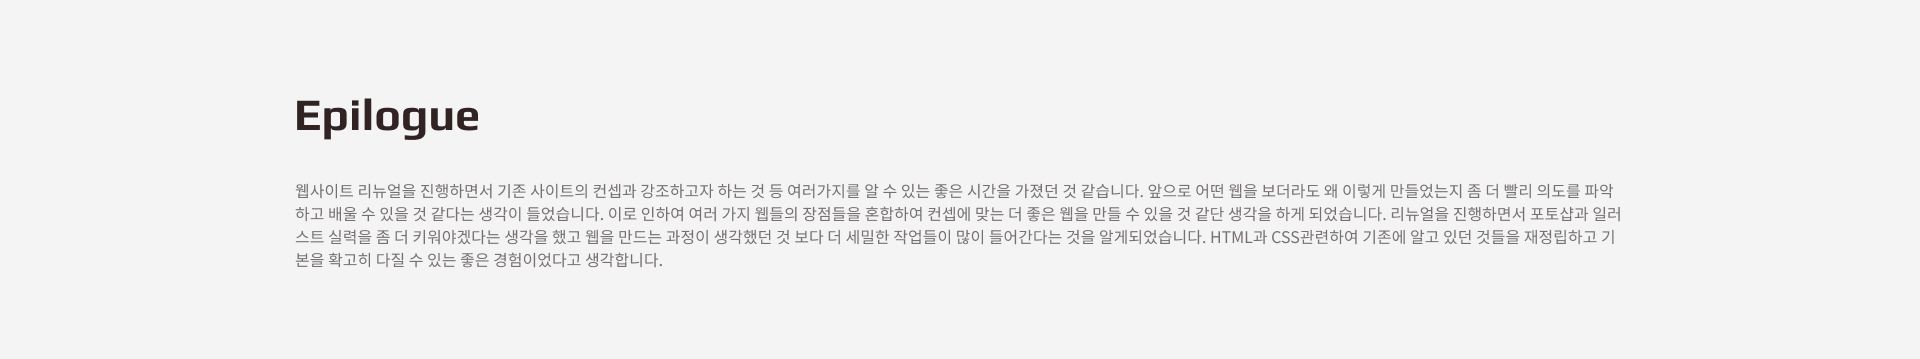 Epilogue
웹사이트 리뉴얼을 진행하면서 기존 사이트의 컨셉과 강조하고자 하는 것 등 여러가지를 알 수 있는 좋은 시간을 가졌던 것 같습니다. 앞으로 어떤 웹을 보더라도 왜 이렇게 만들었는지 좀 더 빨리 의도를 파악
하고 배울 수 있을 것 같다는 생각이 들었습니다. 이로 인하여 여러 가지 웹들의 장점들을 혼합하여 컨셉에 맞는 더 좋은 웹을 만들 수 있을 것 같단 생각을 하게 되었습니다. 리뉴얼을 진행하면서 포토샵과 일러
스트 실력을 좀 더 키워야겠다는 생각을 했고 웹을 만드는 과정이 생각했던 것 보다 더 세밀한 작업들이 많이 들어간다는 것을 알게되었습니다. HTML과 CSS관련하여 기존에 알고 있던 것들을 재정립하고 기
본을 확고히 다질 수 있는 좋은 경험이었다고 생각합니다.